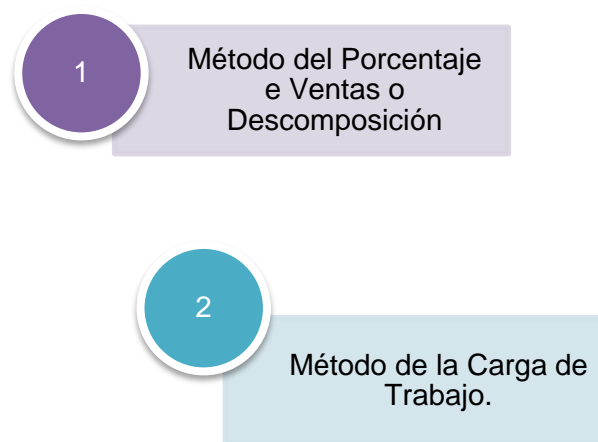 1
Método del Porcentaje
e Ventas o
Descomposición
2
Método de la Carga de
Trabajo.